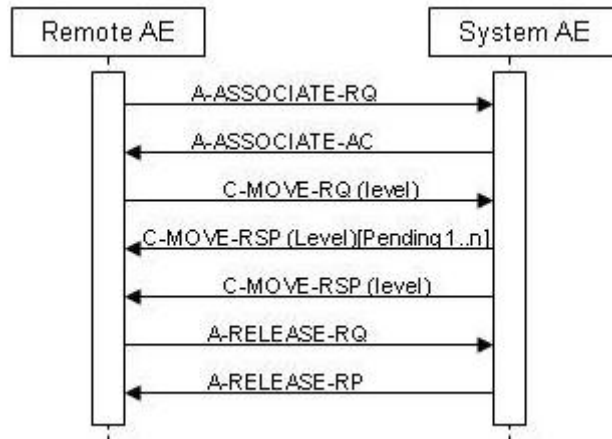 Remote AE
System AE
A-ASSOCIATE-RQ
A-ASSOCIATE-AC
C-MOVE-RQ (level)
C-MOVE-RSP (Level)[Pending 1..n]
C-MOVE-RSP (level)
A-RELEASE-RQ
A-RELEASE-RP